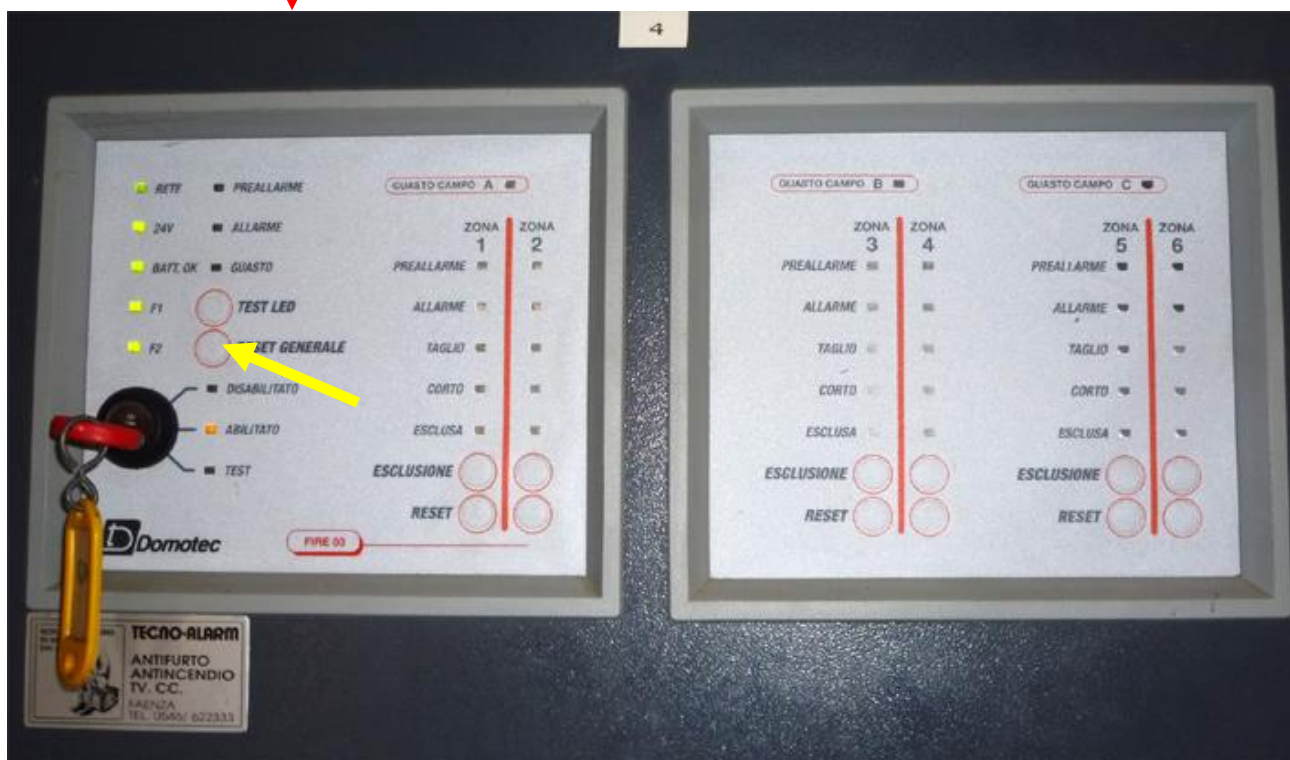 4
RETE PREALLARME
24V ALLARME
BATT. OK GUASTO
F1 TEST LED
F2 RESET GENERALE
DISABILITATO
ABILITATO
TEST
Domotec
FIRE 03
GUASTO CAMPO A
ZONA ZONA
1 2
PREALLARME
ALLARME
TAGLIO
CORTO
ESCLUSA
ESCLUSIONE
RESET
GUASTO CAMPO B
ZONA ZONA
3 4
PREALLARME
ALLARME
TAGLIO
CORTO
ESCLUSA
ESCLUSIONE
RESET
GUASTO CAMPO C
ZONA ZONA
5 6
PREALLARME
ALLARME
TAGLIO
CORTO
ESCLUSA
ESCLUSIONE
RESET
TECNO-ALARM
ANTIFURTO
ANTINCENDIO
TV. CC.
FAENZA
TEL. 622333